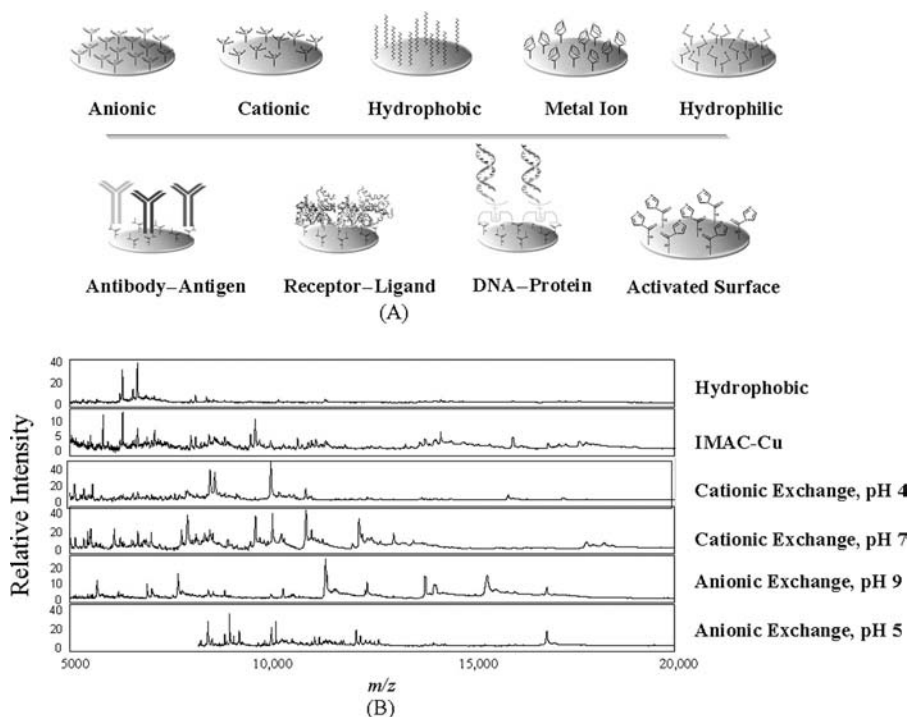 Anionic Cationic Hydrophobic Metal Ion Hydrophilic
Antibody–Antigen Receptor–Ligand DNA–Protein Activated Surface
(A)
Relative Intensity
40
20
0
Hydrophobic
10
5
0
IMAC-Cu
40
20
0
Cationic Exchange, pH 4
40
20
0
Cationic Exchange, pH 7
20
10
0
Anionic Exchange, pH 9
40
20
0
Anionic Exchange, pH 5
5000 10,000 15,000 20,000
m/z
(B)